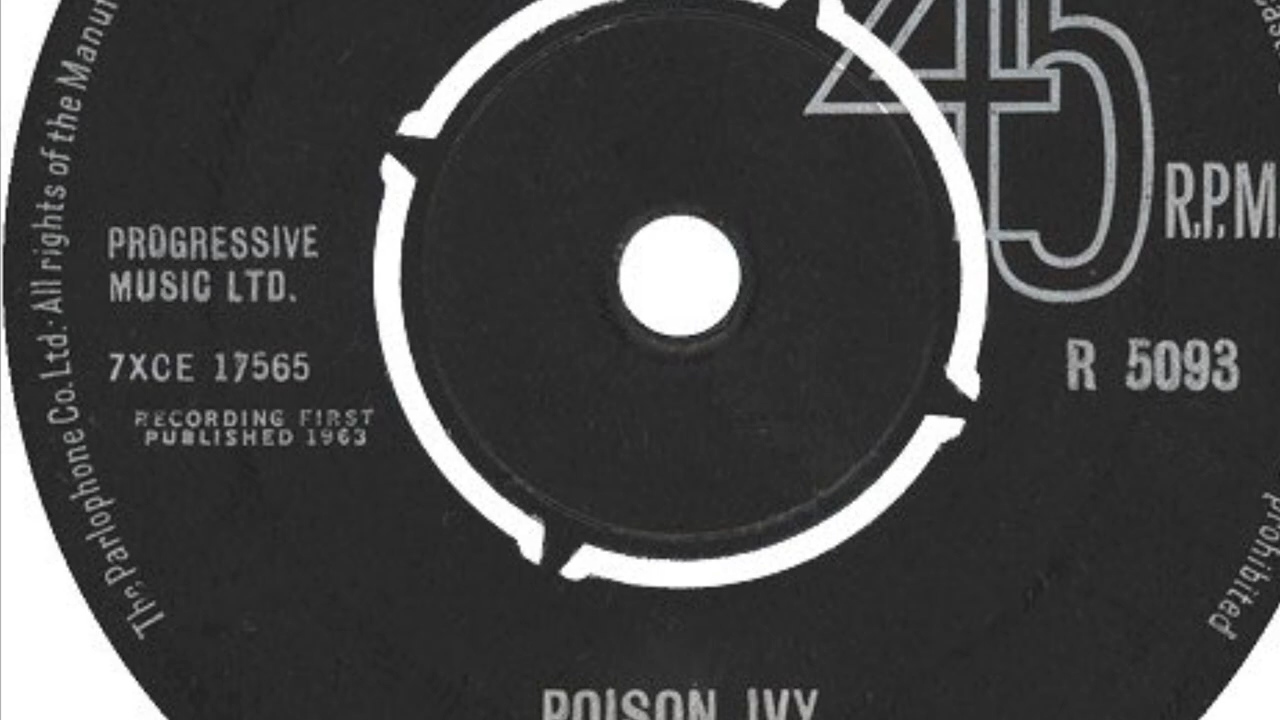 The Parlophone Co. Ltd. · All rights of the Manuf
45
R.P.M.
PROGRESSIVE
MUSIC LTD.
7XCE 17565
RECORDING FIRST
PUBLISHED 1963
R 5093
prohibited
POISON IVY